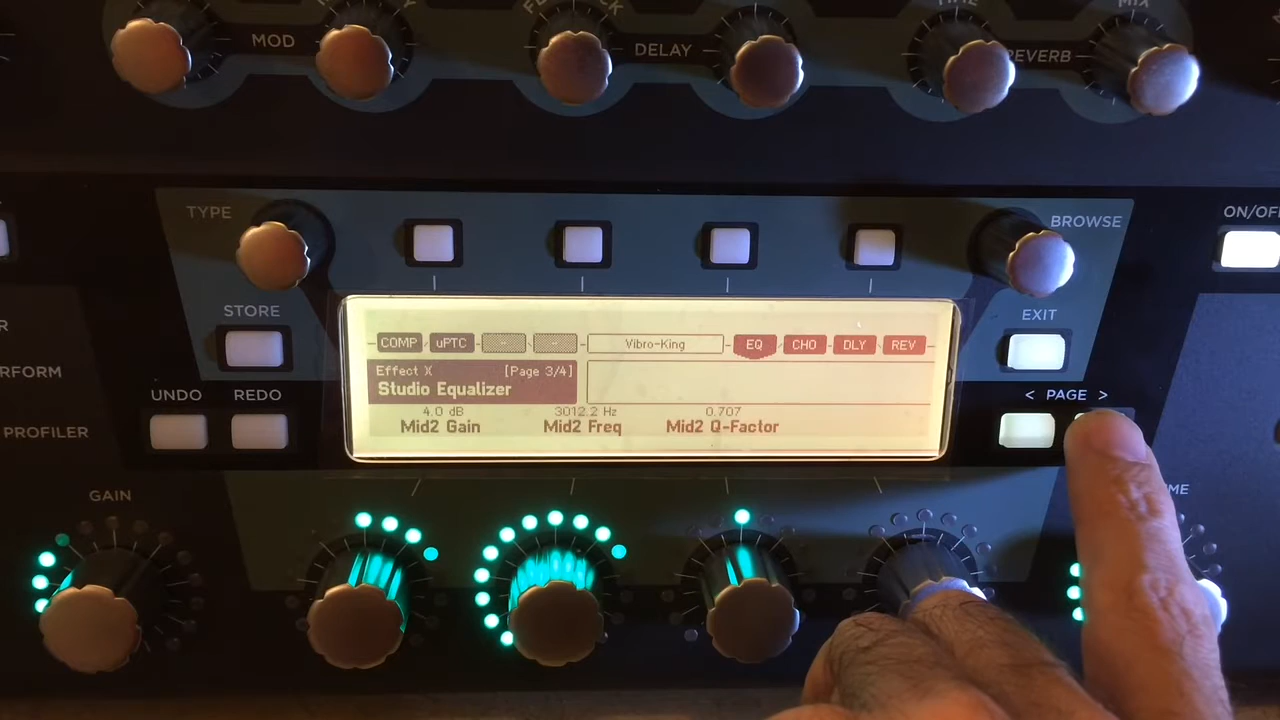 MOD
DELAY
REVERB
MIX
TYPE
BROWSE
ON/OFF
STORE
EXIT
COMP uPTC - - Vibro-King EQ CHO DLY REV
Effect X [Page 3/4]
Studio Equalizer
UNDO REDO
< PAGE >
4.0 dB 3012.2 Hz 0.707
Mid2 Gain Mid2 Freq Mid2 Q-Factor
PROFILER
GAIN